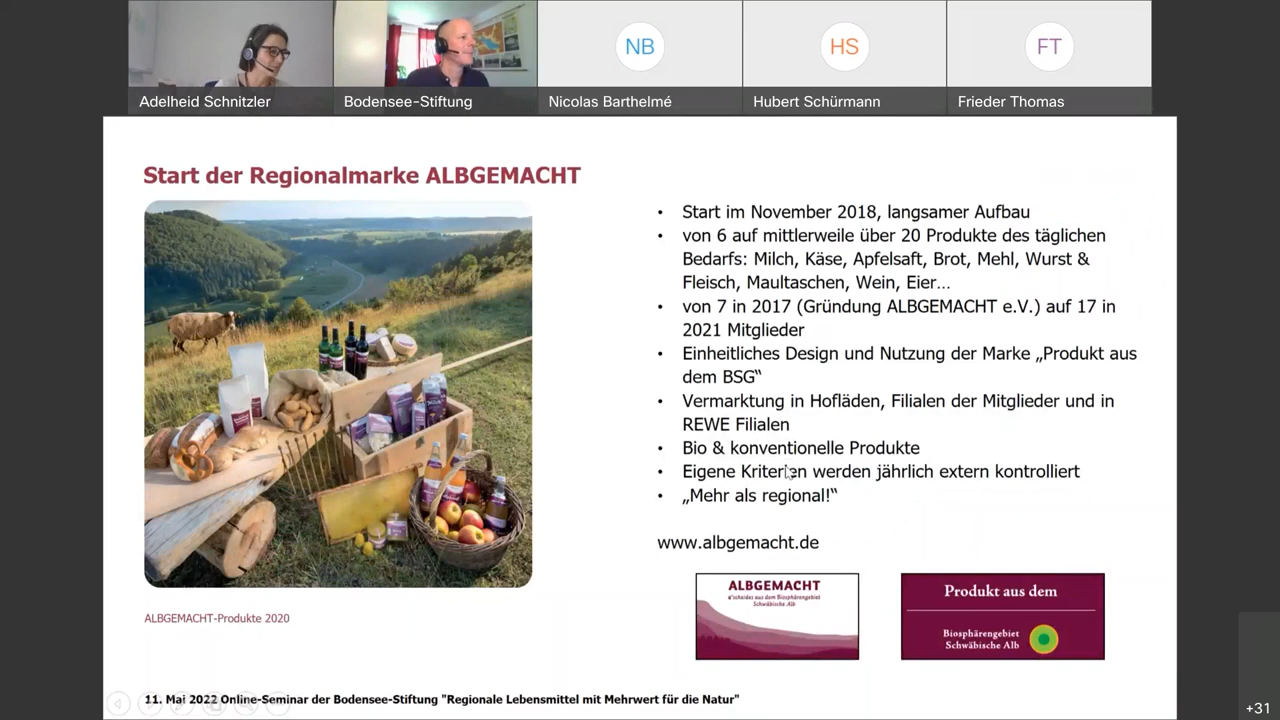 NB
HS
FT
Adelheid Schnitzler
Bodensee-Stiftung
Nicolas Barthelmé
Hubert Schürmann
Frieder Thomas
Start der Regionalmarke ALBGEMACHT
• Start im November 2018, langsamer Aufbau
• von 6 auf mittlerweile über 20 Produkte des täglichen
Bedarfs: Milch, Käse, Apfelsaft, Brot, Mehl, Wurst &
Fleisch, Maultaschen, Wein, Eier…
• von 7 in 2017 (Gründung ALBGEMACHT e.V.) auf 17 in
2021 Mitglieder
• Einheitliches Design und Nutzung der Marke „Produkt aus
dem BSG“
• Vermarktung in Hofläden, Filialen der Mitglieder und in
REWE Filialen
• Bio & konventionelle Produkte
• Eigene Kriterien werden jährlich extern kontrolliert
• „Mehr als regional!“
www.albgemacht.de
ALBGEMACHT
g'scheides aus dem Biosphärengebiet
Schwäbische Alb
Produkt aus dem
Biosphärengebiet
Schwäbische Alb
ALBGEMACHT-Produkte 2020
11. Mai 2022 Online-Seminar der Bodensee-Stiftung "Regionale Lebensmittel mit Mehrwert für die Natur"
+31